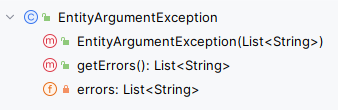 EntityArgumentException
EntityArgumentException(List<String>)
getErrors(): List<String>
errors: List<String>